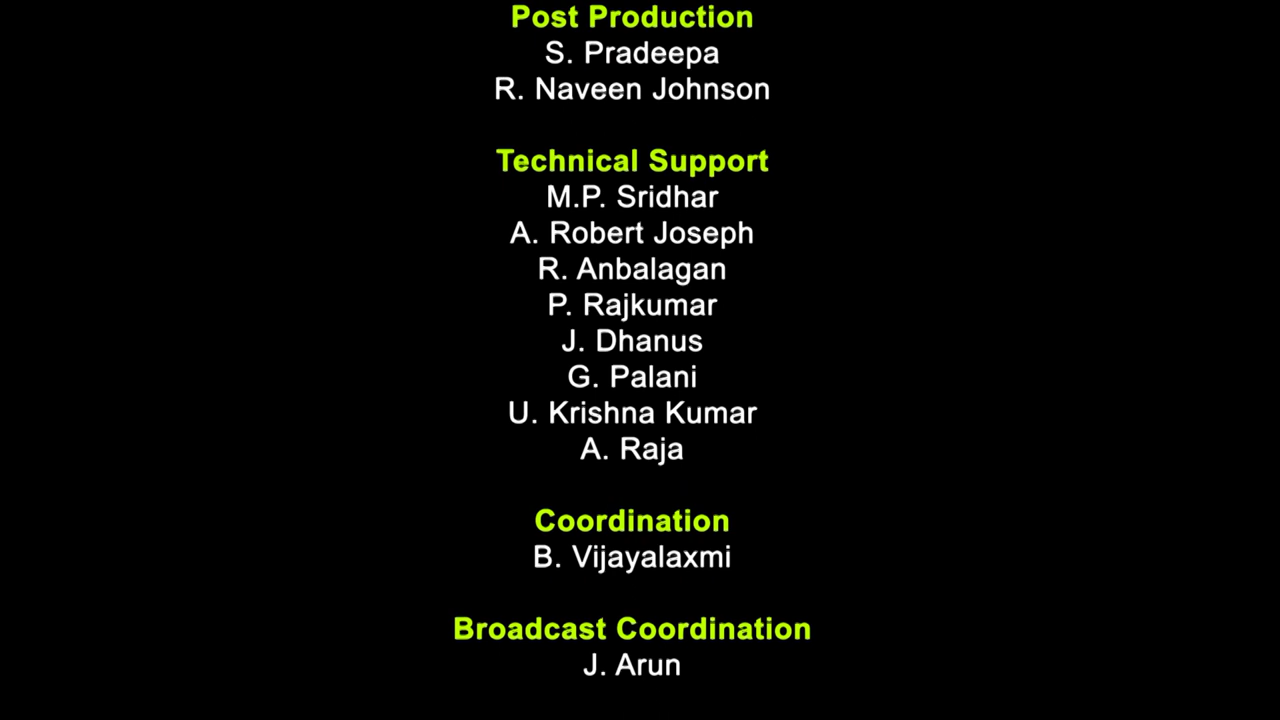 Post Production
S. Pradeepa
R. Naveen Johnson
Technical Support
M.P. Sridhar
A. Robert Joseph
R. Anbalagan
P. Rajkumar
J. Dhanus
G. Palani
U. Krishna Kumar
A. Raja
Coordination
B. Vijayalaxmi
Broadcast Coordination
J. Arun